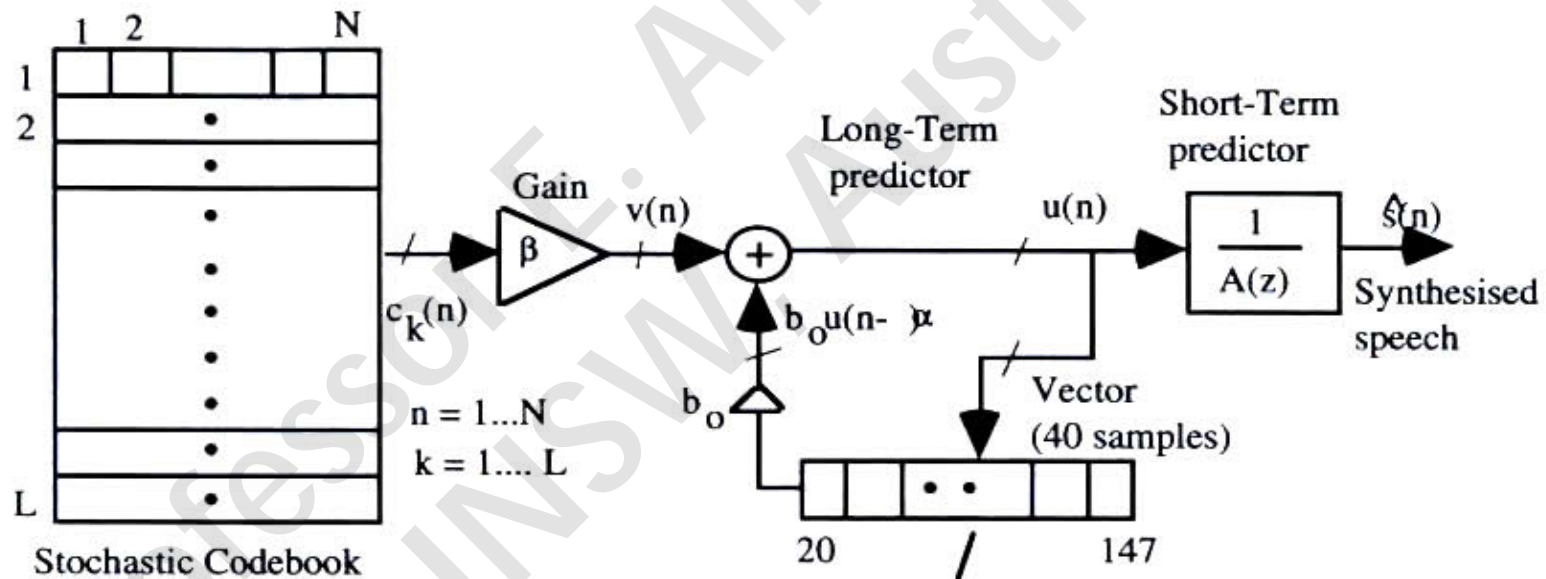 1 2 N
1
2
L
Stochastic Codebook
c_k(n)
n = 1...N
k = 1.... L
Gain
β
v(n)
+
Long-Term
predictor
b_o u(n- )α
b_o
u(n)
Vector
(40 samples)
20 147
Short-Term
predictor
1
A(z)
ŝ(n)
Synthesised
speech